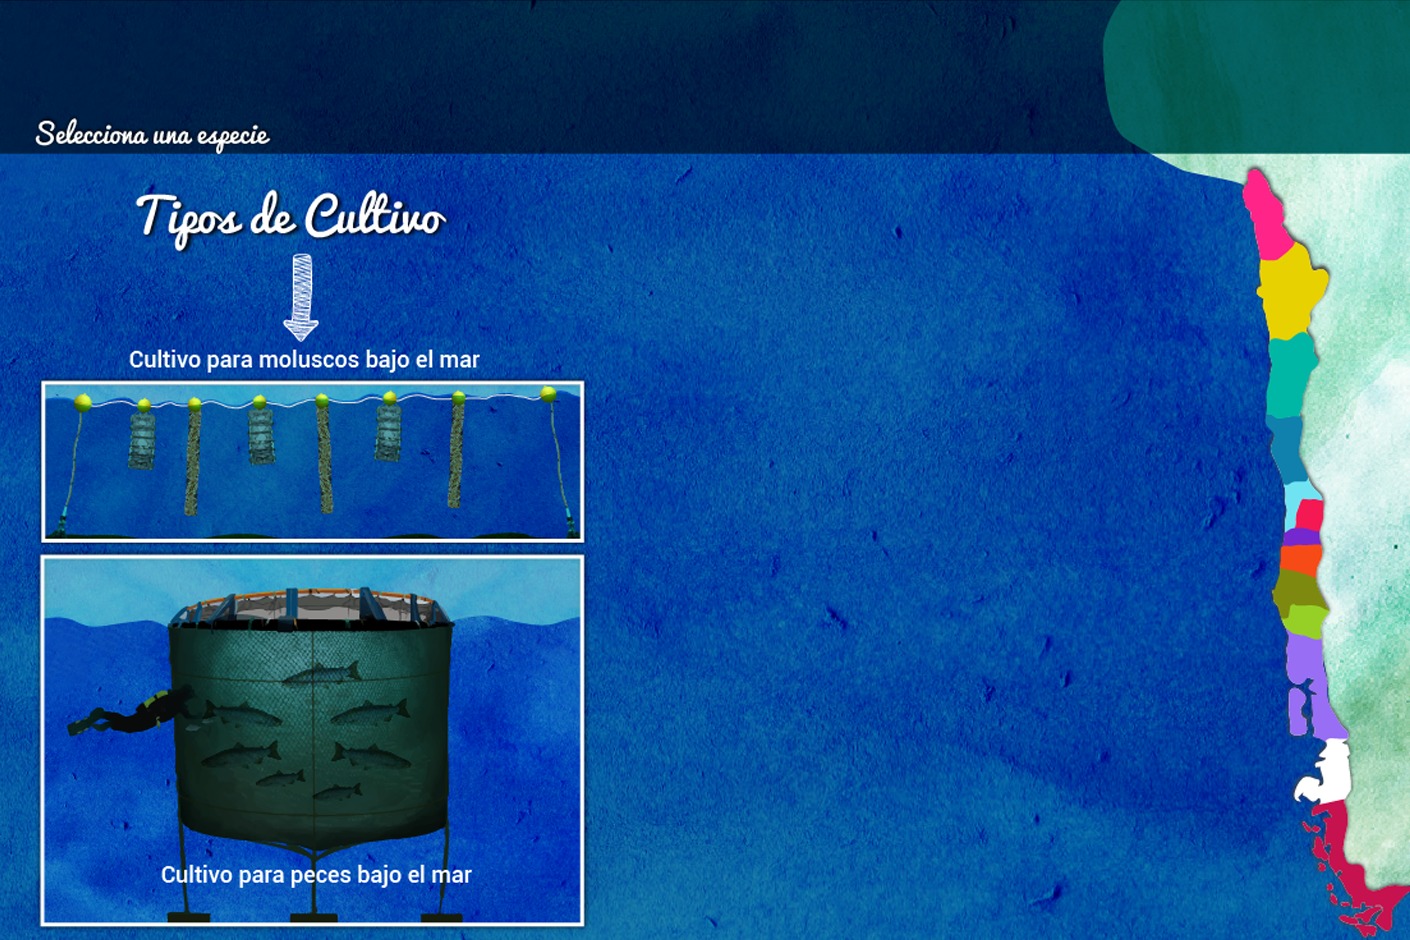 Selecciona una especie
Tipos de Cultivo
Cultivo para moluscos bajo el mar
Cultivo para peces bajo el mar